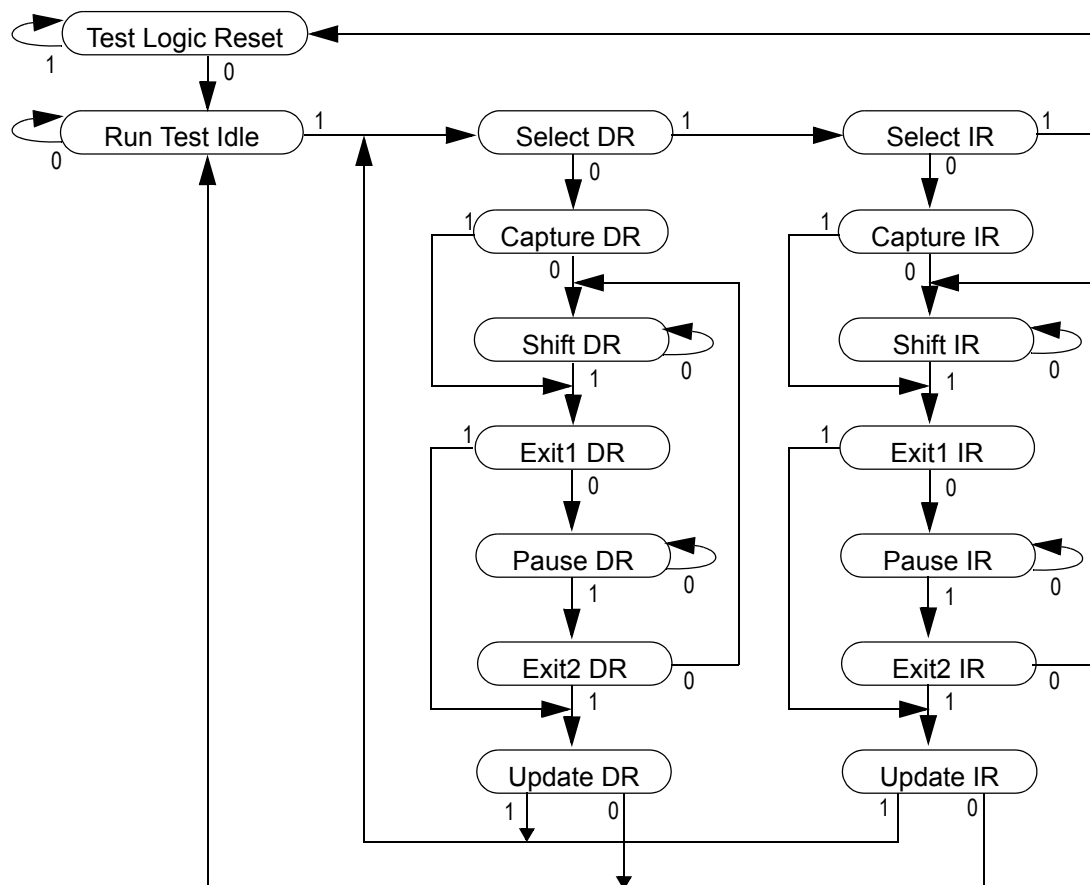 Test Logic Reset
1
0
Run Test Idle
1
Select DR
1
Select IR
1
0
0
0
1
Capture DR
1
Capture IR
0
0
Shift DR
0
Shift IR
0
1
1
1
Exit1 DR
1
Exit1 IR
0
0
Pause DR
0
Pause IR
0
1
1
Exit2 DR
0
Exit2 IR
0
1
1
Update DR
Update IR
1
0
1
0